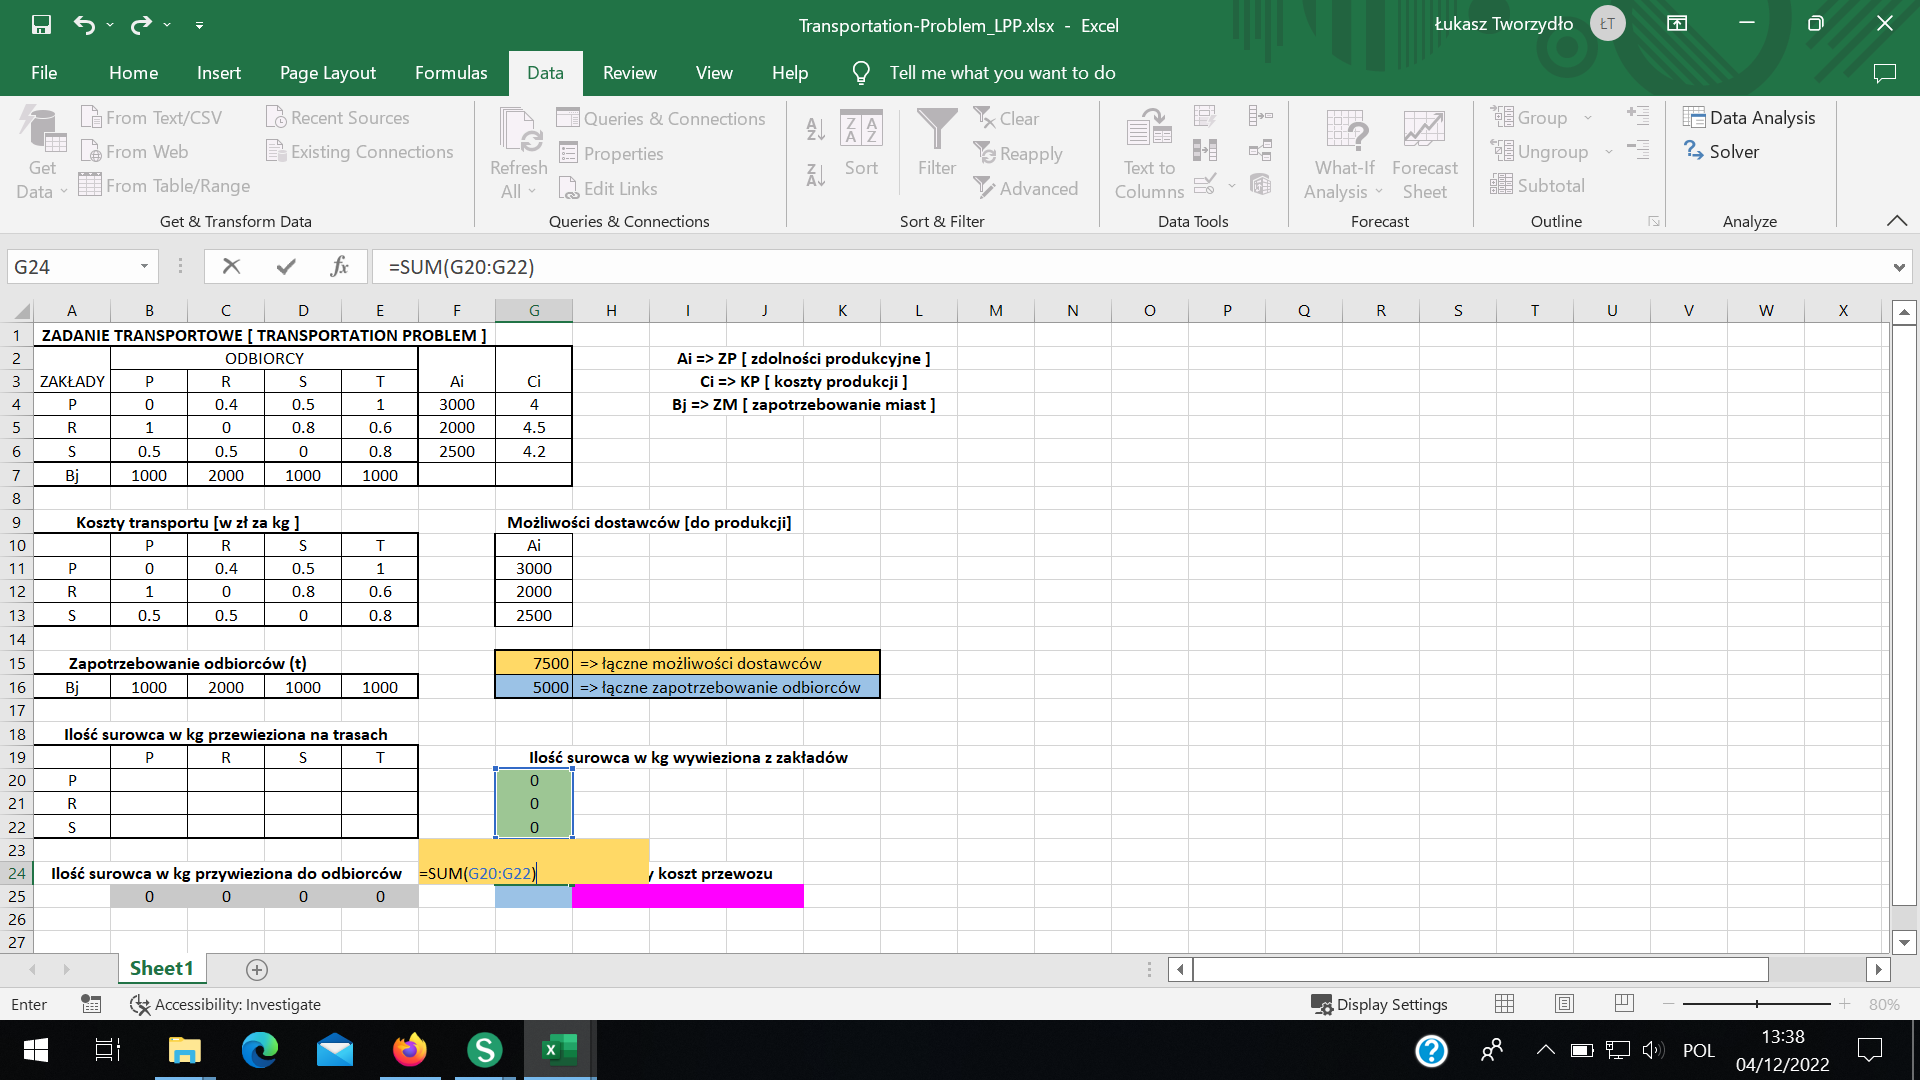 Transportation-Problem_LPP.xlsx - Excel
Łukasz Tworzydło ŁT
File Home Insert Page Layout Formulas Data Review View Help Tell me what you want to do
Get Data
From Text/CSV
From Web
From Table/Range
Recent Sources
Existing Connections
Get & Transform Data
Refresh All
Queries & Connections
Properties
Edit Links
Queries & Connections
Sort
Filter
Clear
Reapply
Advanced
Sort & Filter
Text to Columns
Data Tools
What-If Analysis
Forecast Sheet
Forecast
Group
Ungroup
Subtotal
Outline
Data Analysis
Solver
Analyze
G24 fx =SUM(G20:G22)
A B C D E F G H I J K L M N O P Q R S T U V W X
1 ZADANIE TRANSPORTOWE [ TRANSPORTATION PROBLEM ]
2 ODBIORCY Ai => ZP [ zdolności produkcyjne ]
3 ZAKŁADY P R S T Ai Ci Ci => KP [ koszty produkcji ]
4 P 0 0.4 0.5 1 3000 4 Bj => ZM [ zapotrzebowanie miast ]
5 R 1 0 0.8 0.6 2000 4.5
6 S 0.5 0.5 0 0.8 2500 4.2
7 Bj 1000 2000 1000 1000
8
9 Koszty transportu [w zł za kg ] Możliwości dostawców [do produkcji]
10 P R S T Ai
11 P 0 0.4 0.5 1 3000
12 R 1 0 0.8 0.6 2000
13 S 0.5 0.5 0 0.8 2500
14
15 Zapotrzebowanie odbiorców (t) 7500 => łączne możliwości dostawców
16 Bj 1000 2000 1000 1000 5000 => łączne zapotrzebowanie odbiorców
17
18 Ilość surowca w kg przewieziona na trasach
19 P R S T Ilość surowca w kg wywieziona z zakładów
20 P 0
21 R 0
22 S 0
23
24 Ilość surowca w kg przywieziona do odbiorców =SUM(G20:G22) y koszt przewozu
25 0 0 0 0
26
27
Sheet1
Enter Accessibility: Investigate Display Settings 80%
POL 13:38
04/12/2022